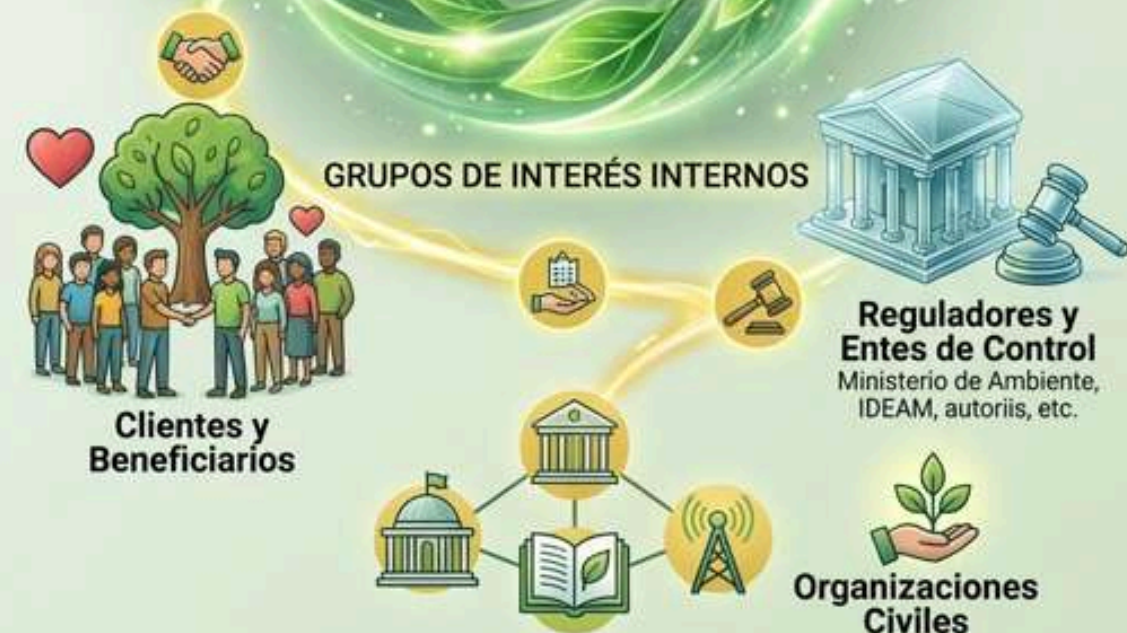 GRUPOS DE INTERÉS INTERNOS
Clientes y
Beneficiarios
Reguladores y
Entes de Control
Ministerio de Ambiente,
IDEAM, autoriis, etc.
Organizaciones
Civiles